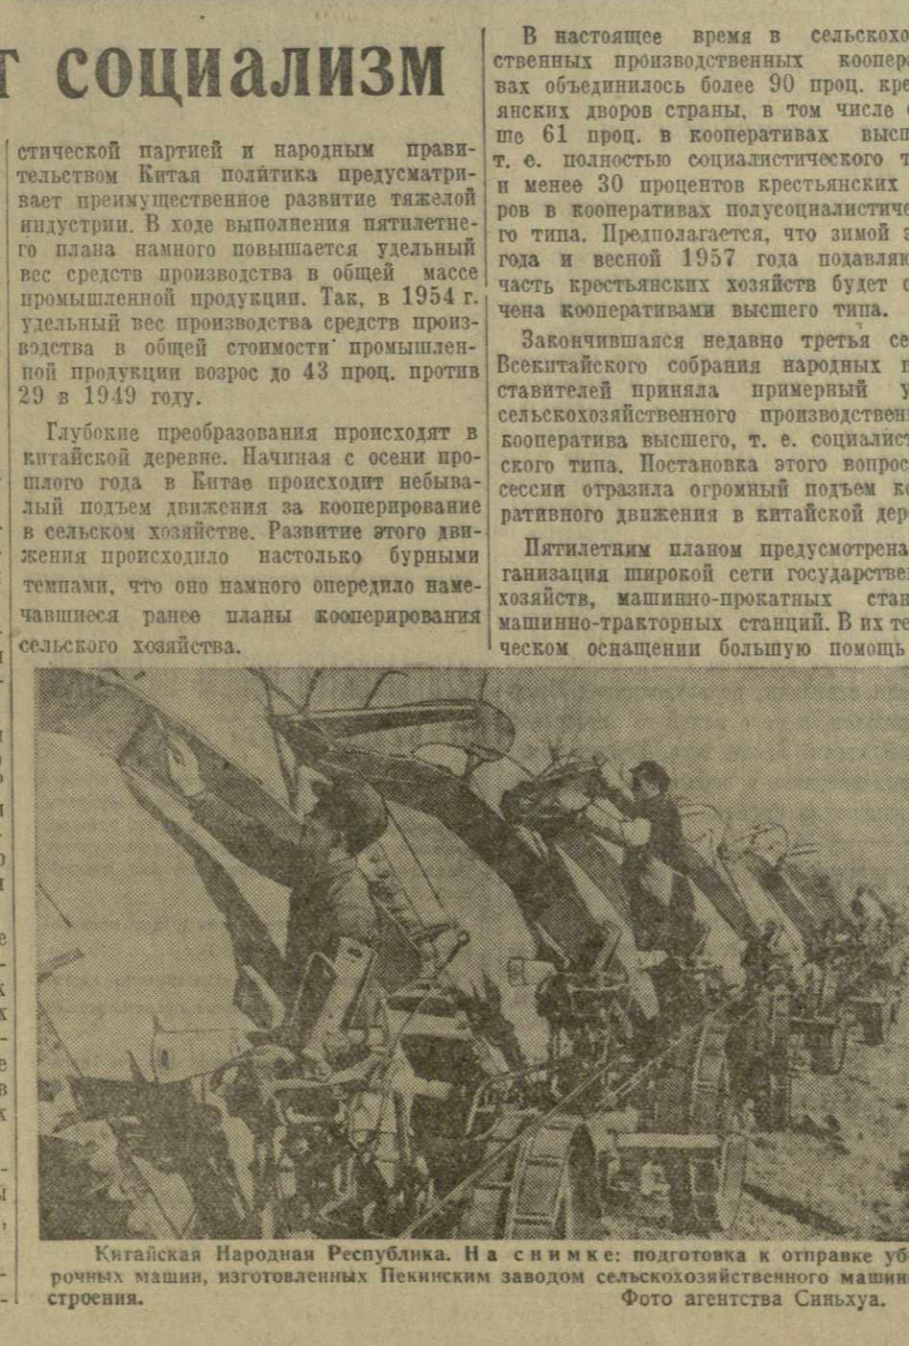 социализм
стической партией и народным прави-
тельством Китая политика предусматри-
вает преимущественное развитие тяжелой
индустрии. В ходе выполнения пятилетне-
го плана намного повышается удельный
вес средств производства в общей массе
промышленной продукции. Так, в 1954 г.
удельный вес производства средств произ-
водства в общей стоимости промышлен-
ной продукции возрос до 43 проц. против
29 в 1949 году.
Глубокие преобразования происходят в
китайской деревне. Начиная с осени про-
шлого года в Китае происходит небыва-
лый подъем движения за кооперирование
в сельском хозяйстве. Развитие этого дви-
жения происходило настолько бурными
темпами, что оно намного опередило наме-
чавшиеся ранее планы кооперирования
сельского хозяйства.
В настоящее время в сельскохо
ственных производственных коопер
вах объединилось более 90 проц. кре
янских дворов страны, в том числе
ше 61 проц. в кооперативах высш
т. е. полностью социалистического т
и менее 30 процентов крестьянских
ров в кооперативах полусоциалистиче
го типа. Предполагается, что зимой э
года и весной 1957 года подавляю
часть крестьянских хозяйств будет о
чена кооперативами высшего типа.
Закончившаяся недавно третья се
Всекитайского собрания народных п
ставителей приняла примерный у
сельскохозяйственного производствен
кооператива высшего, т. е. социалист
ского типа. Постановка этого вопрос
сессии отразила огромный подъем ко
ративного движения в китайской дер
Пятилетним планом предусмотрена
ганизация широкой сети государстве
хозяйств, машинно-прокатных стан
машинно-тракторных станций. В их те
ческом оснащении большую помощь
Китайская Народная Республика. На снимке: подготовка к отправке убо
рочных машин, изготовленных Пекинским заводом сельскохозяйственного машин
строения.
Фото агентства Синьхуа.